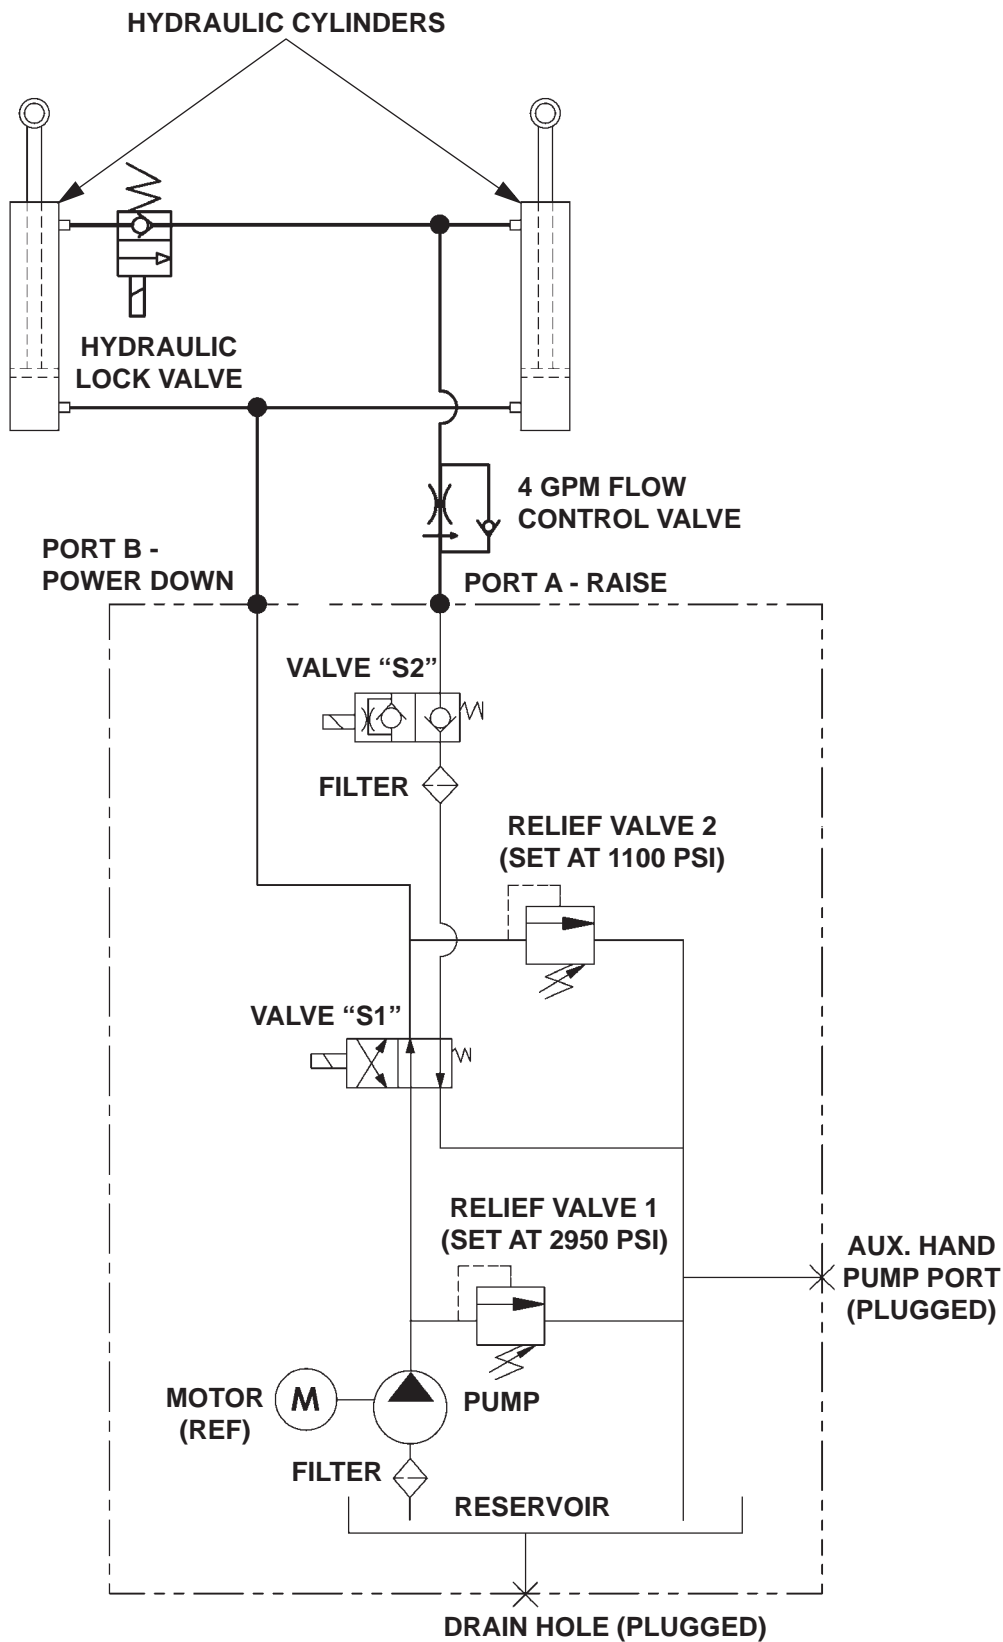 HYDRAULIC CYLINDERS
HYDRAULIC
LOCK VALVE
4 GPM FLOW
CONTROL VALVE
PORT B -
POWER DOWN
PORT A - RAISE
VALVE “S2”
FILTER
RELIEF VALVE 2
(SET AT 1100 PSI)
VALVE “S1”
RELIEF VALVE 1
(SET AT 2950 PSI)
AUX. HAND
PUMP PORT
(PLUGGED)
MOTOR
(REF)
M
PUMP
FILTER
RESERVOIR
DRAIN HOLE (PLUGGED)